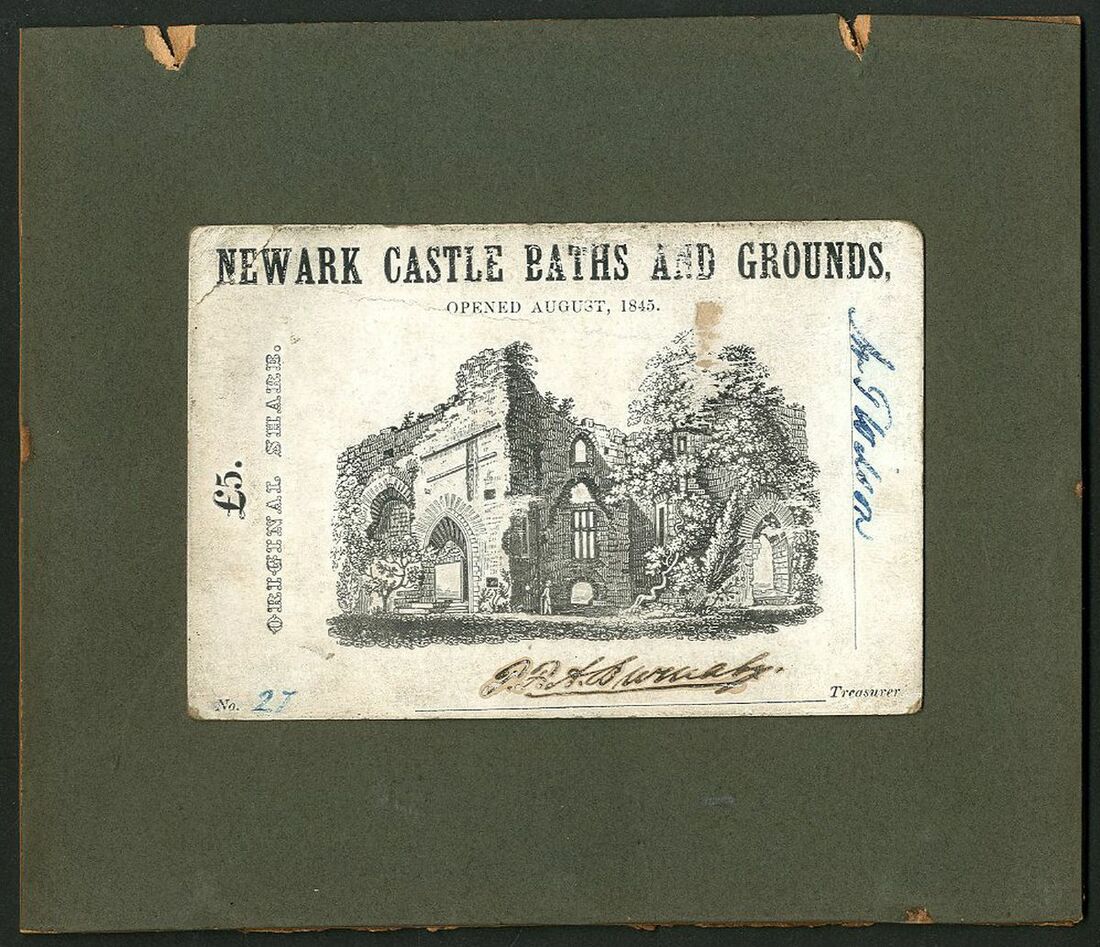 NEWARK CASTLE BATHS AND GROUNDS,
OPENED AUGUST, 1845.
£5.
ORIGINAL SHARE.
No. 27
Treasurer